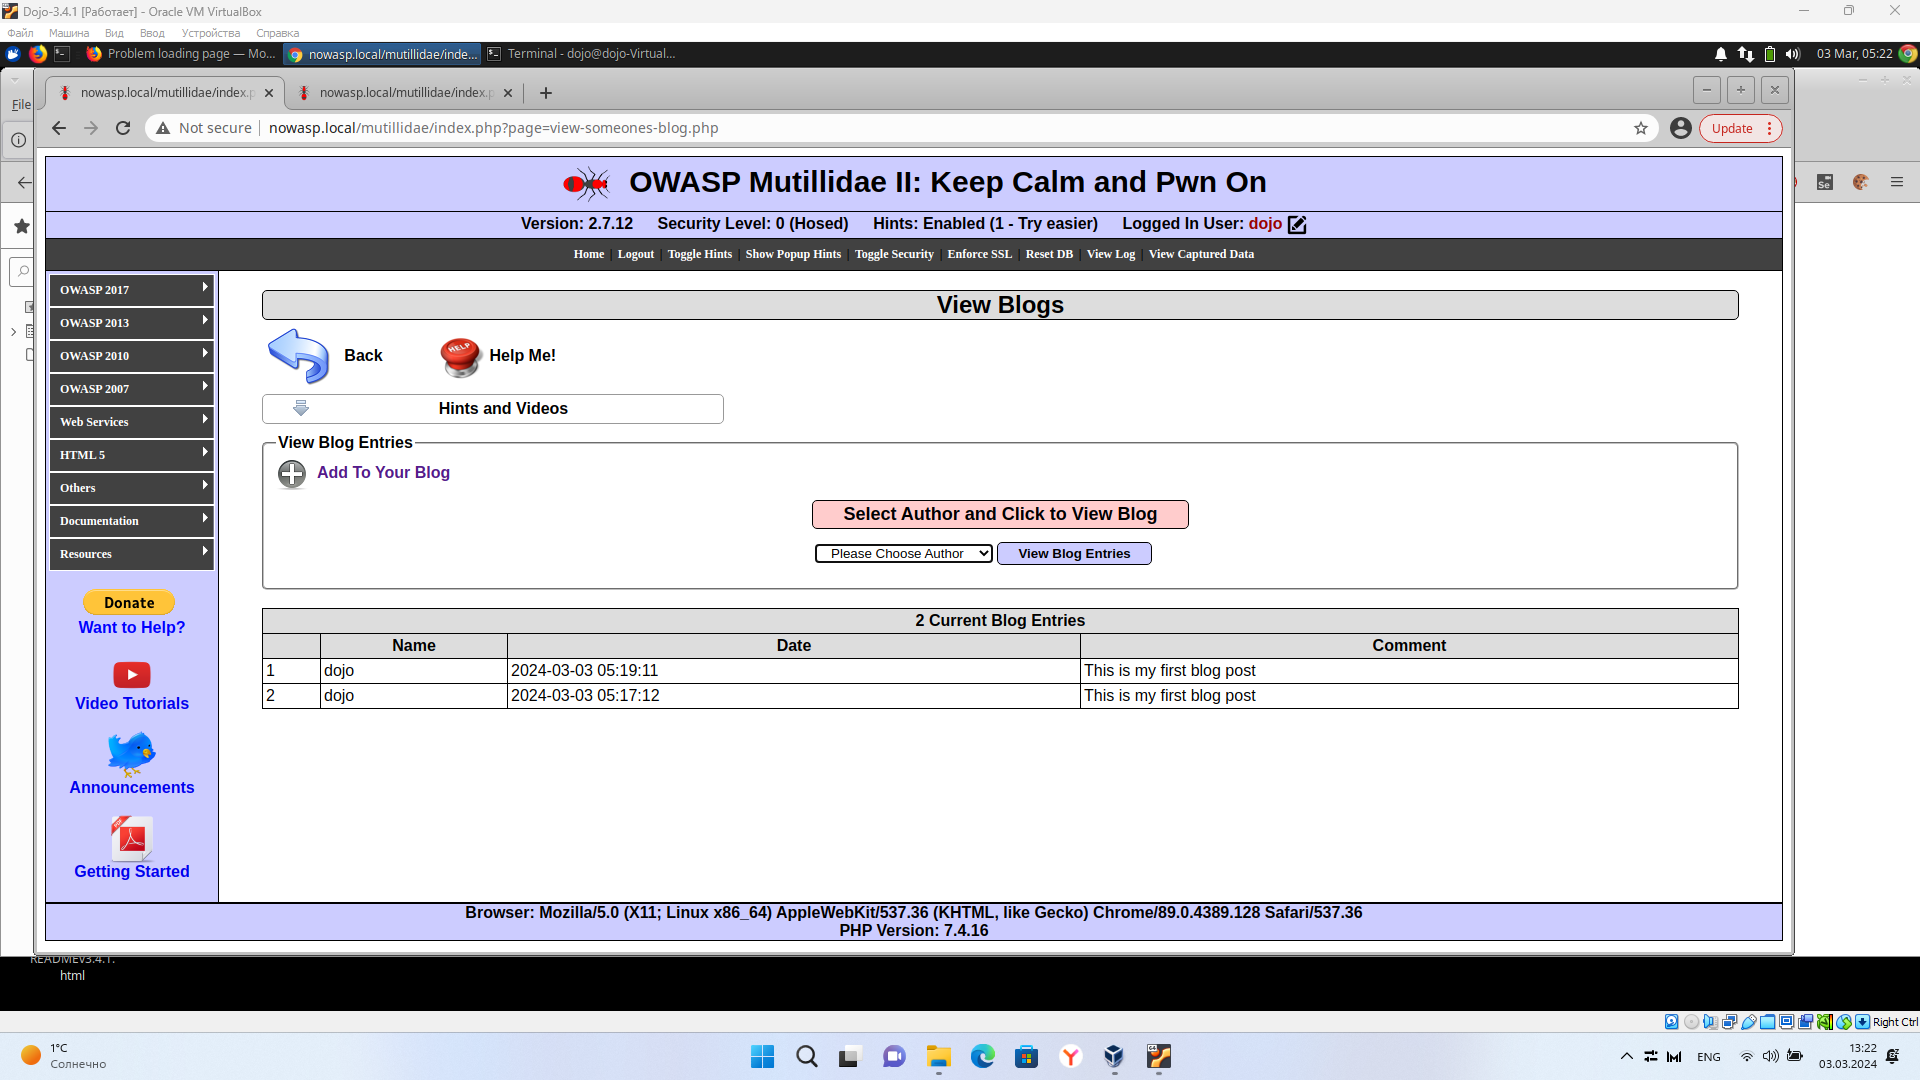 Dojo-3.4.1 [Работает] - Oracle VM VirtualBox
Файл Машина Вид Ввод Устройства Справка
Problem loading page — Mo... nowasp.local/mutillidae/inde... Terminal - dojo@dojo-Virtual... 03 Mar, 05:22
File
nowasp.local/mutillidae/index.p nowasp.local/mutillidae/index.p
Not secure nowasp.local/mutillidae/index.php?page=view-someones-blog.php Update
Se
OWASP Mutillidae II: Keep Calm and Pwn On
Version: 2.7.12 Security Level: 0 (Hosed) Hints: Enabled (1 - Try easier) Logged In User: dojo
Home | Logout | Toggle Hints | Show Popup Hints | Toggle Security | Enforce SSL | Reset DB | View Log | View Captured Data
OWASP 2017
OWASP 2013
OWASP 2010
OWASP 2007
Web Services
HTML 5
Others
Documentation
Resources
Donate
Want to Help?
Video Tutorials
Announcements
PDF
Getting Started
View Blogs
Back HELP Help Me!
Hints and Videos
View Blog Entries
Add To Your Blog
Select Author and Click to View Blog
Please Choose Author View Blog Entries
2 Current Blog Entries
Name Date Comment
1 dojo 2024-03-03 05:19:11 This is my first blog post
2 dojo 2024-03-03 05:17:12 This is my first blog post
Browser: Mozilla/5.0 (X11; Linux x86_64) AppleWebKit/537.36 (KHTML, like Gecko) Chrome/89.0.4389.128 Safari/537.36
PHP Version: 7.4.16
READMEv3.4.1.
html
Right Ctrl
1°C
Солнечно
ENG
13:22
03.03.2024